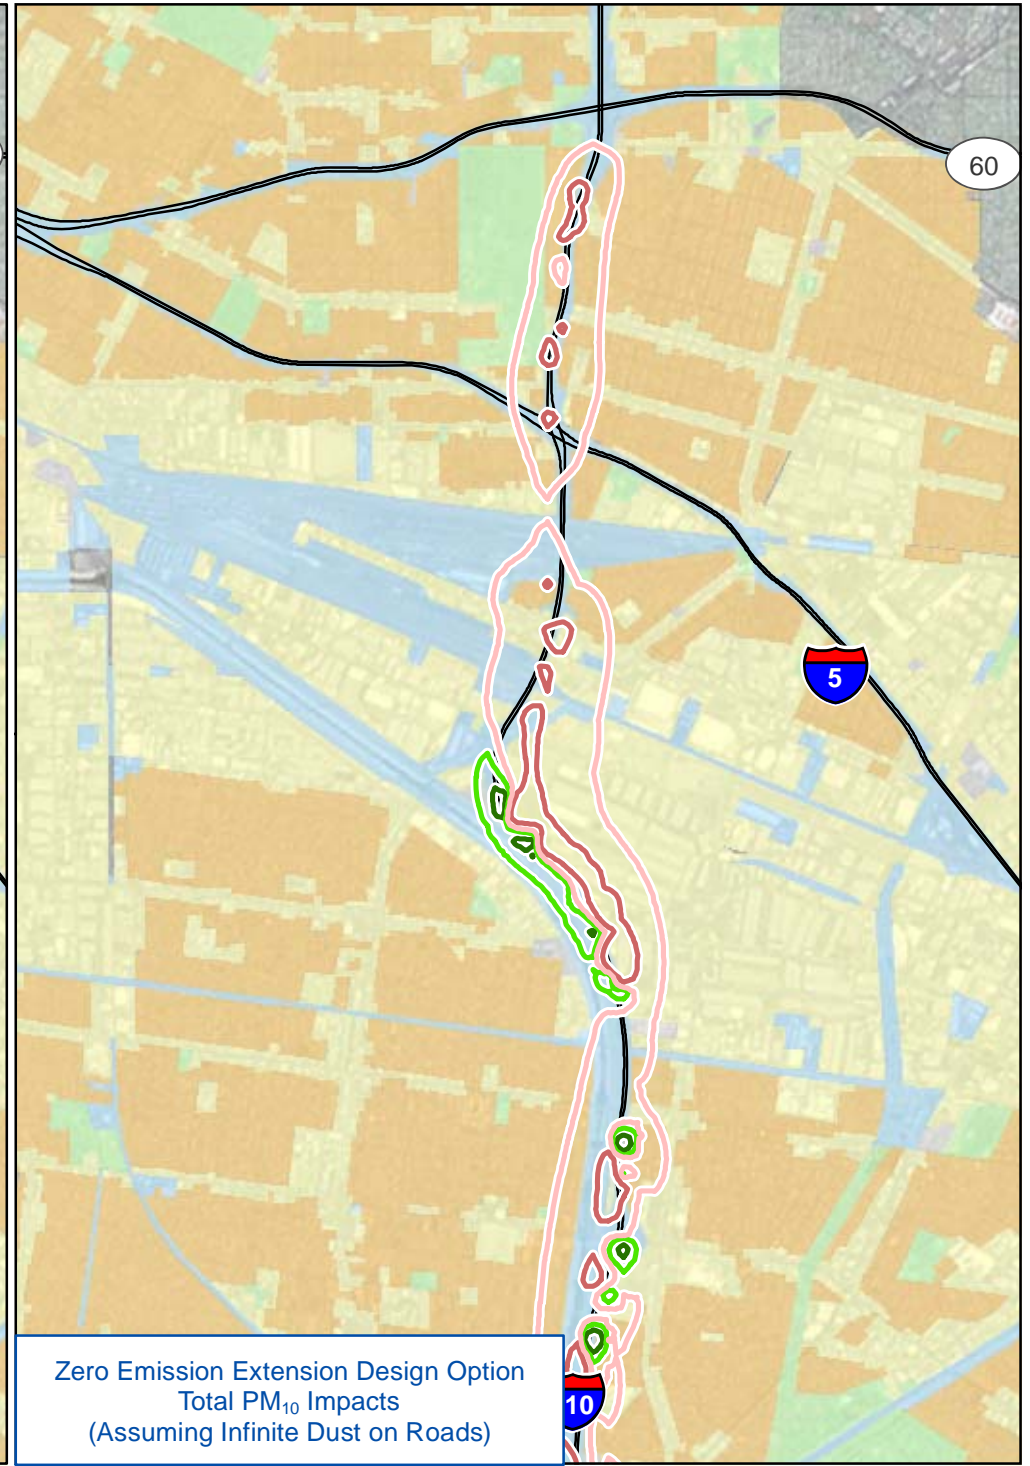 60
5
Zero Emission Extension Design Option
Total PM₁₀ Impacts
(Assuming Infinite Dust on Roads)
10